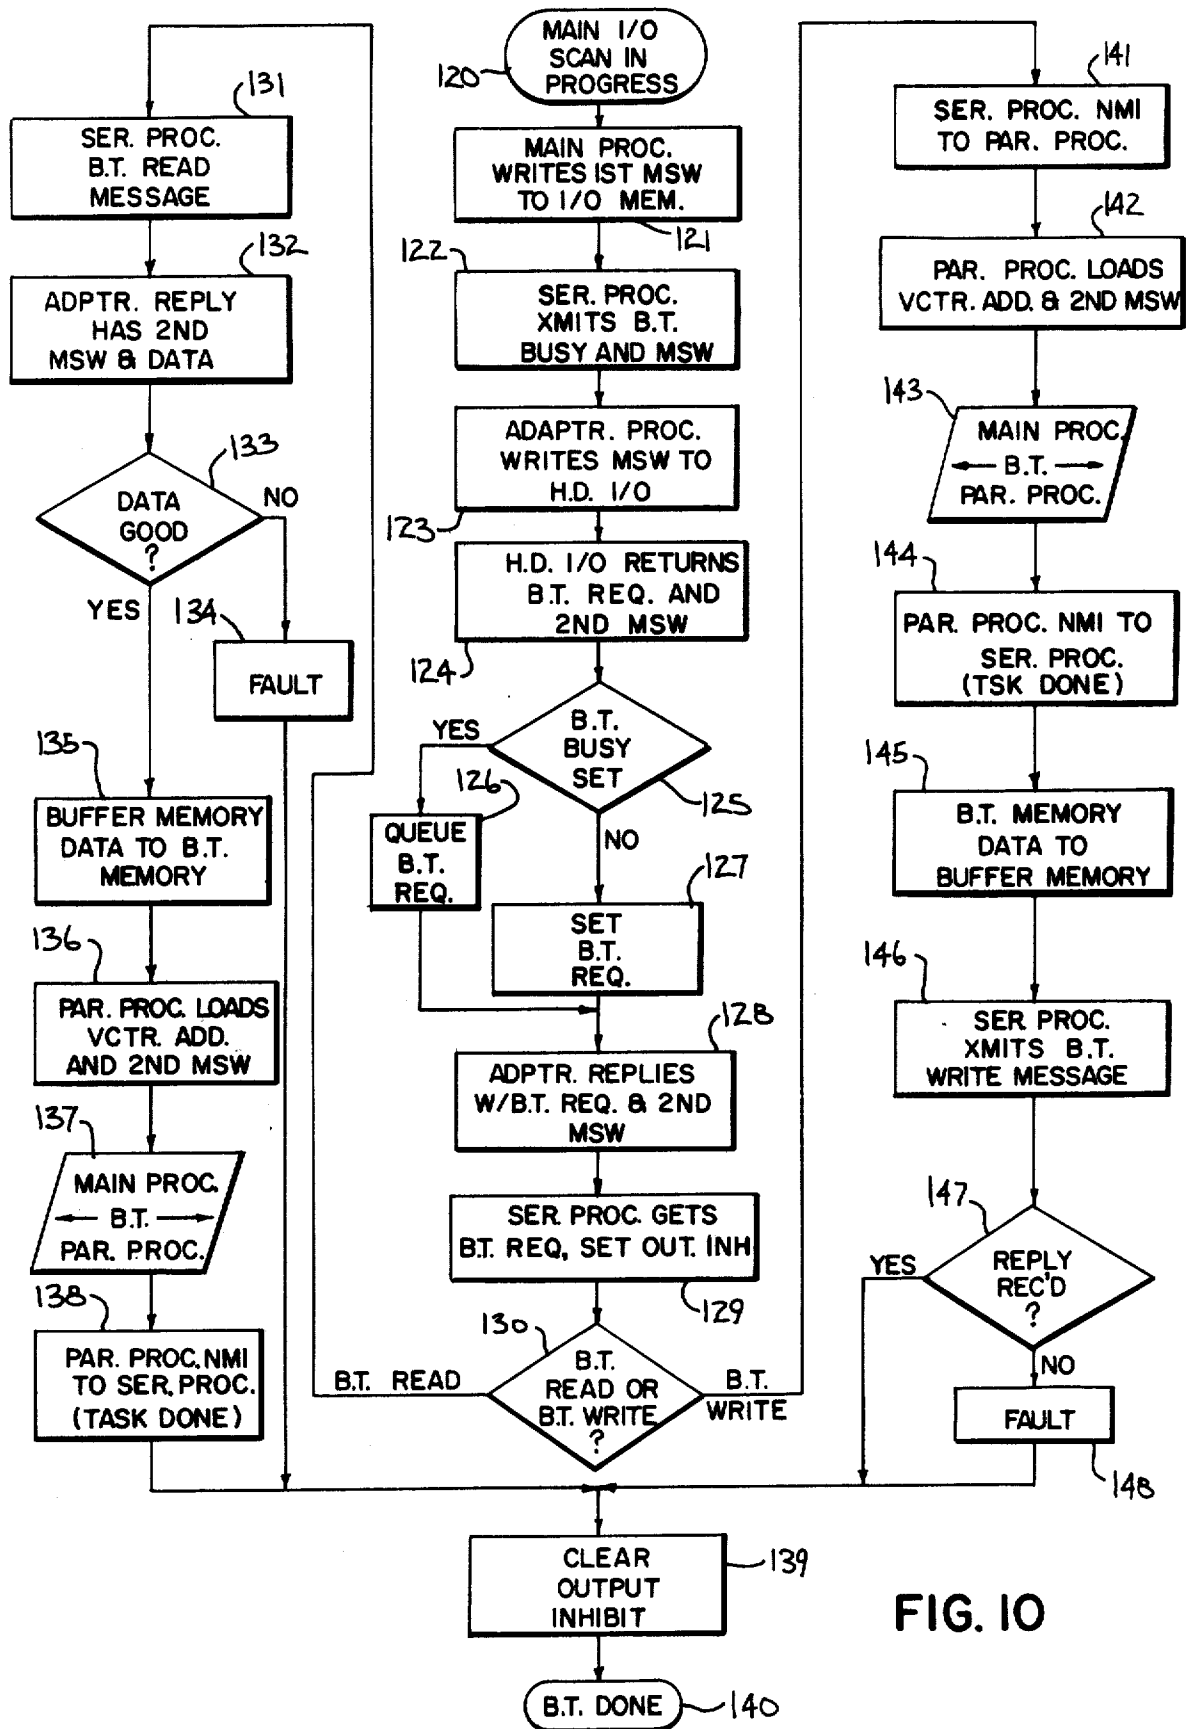 MAIN I/O
SCAN IN
PROGRESS
120
MAIN PROC.
WRITES 1ST MSW
TO I/O MEM.
121
122
SER. PROC.
XMITS B.T.
BUSY AND MSW
ADAPTR. PROC.
WRITES MSW TO
H.D. I/O
123
H.D. I/O RETURNS
B.T. REQ. AND
2ND MSW
124
B.T.
BUSY
SET
125
YES
NO
126
QUEUE
B.T.
REQ.
127
SET
B.T.
REQ.
128
ADPTR. REPLIES
W/B.T. REQ. & 2ND
MSW
SER. PROC. GETS
B.T. REQ, SET OUT. INH
129
130
B.T.
READ OR
B.T. WRITE
?
B.T. READ
B.T.
WRITE
131
SER. PROC.
B.T. READ
MESSAGE
132
ADPTR. REPLY
HAS 2ND
MSW & DATA
133
DATA
GOOD
?
NO
YES
134
FAULT
135
BUFFER MEMORY
DATA TO B.T.
MEMORY
136
PAR. PROC. LOADS
VCTR. ADD.
AND 2ND MSW
137
MAIN PROC.
B.T.
PAR. PROC.
138
PAR. PROC. NMI
TO SER. PROC.
(TASK DONE)
141
SER. PROC. NMI
TO PAR. PROC.
142
PAR. PROC. LOADS
VCTR. ADD. & 2ND MSW
143
MAIN PROC.
B.T.
PAR. PROC.
144
PAR. PROC. NMI TO
SER. PROC.
(TSK DONE)
145
B.T. MEMORY
DATA TO
BUFFER MEMORY
146
SER. PROC.
XMITS B.T.
WRITE MESSAGE
147
REPLY
REC'D
?
YES
NO
FAULT
148
CLEAR
OUTPUT
INHIBIT
139
B.T. DONE
140
FIG. 10